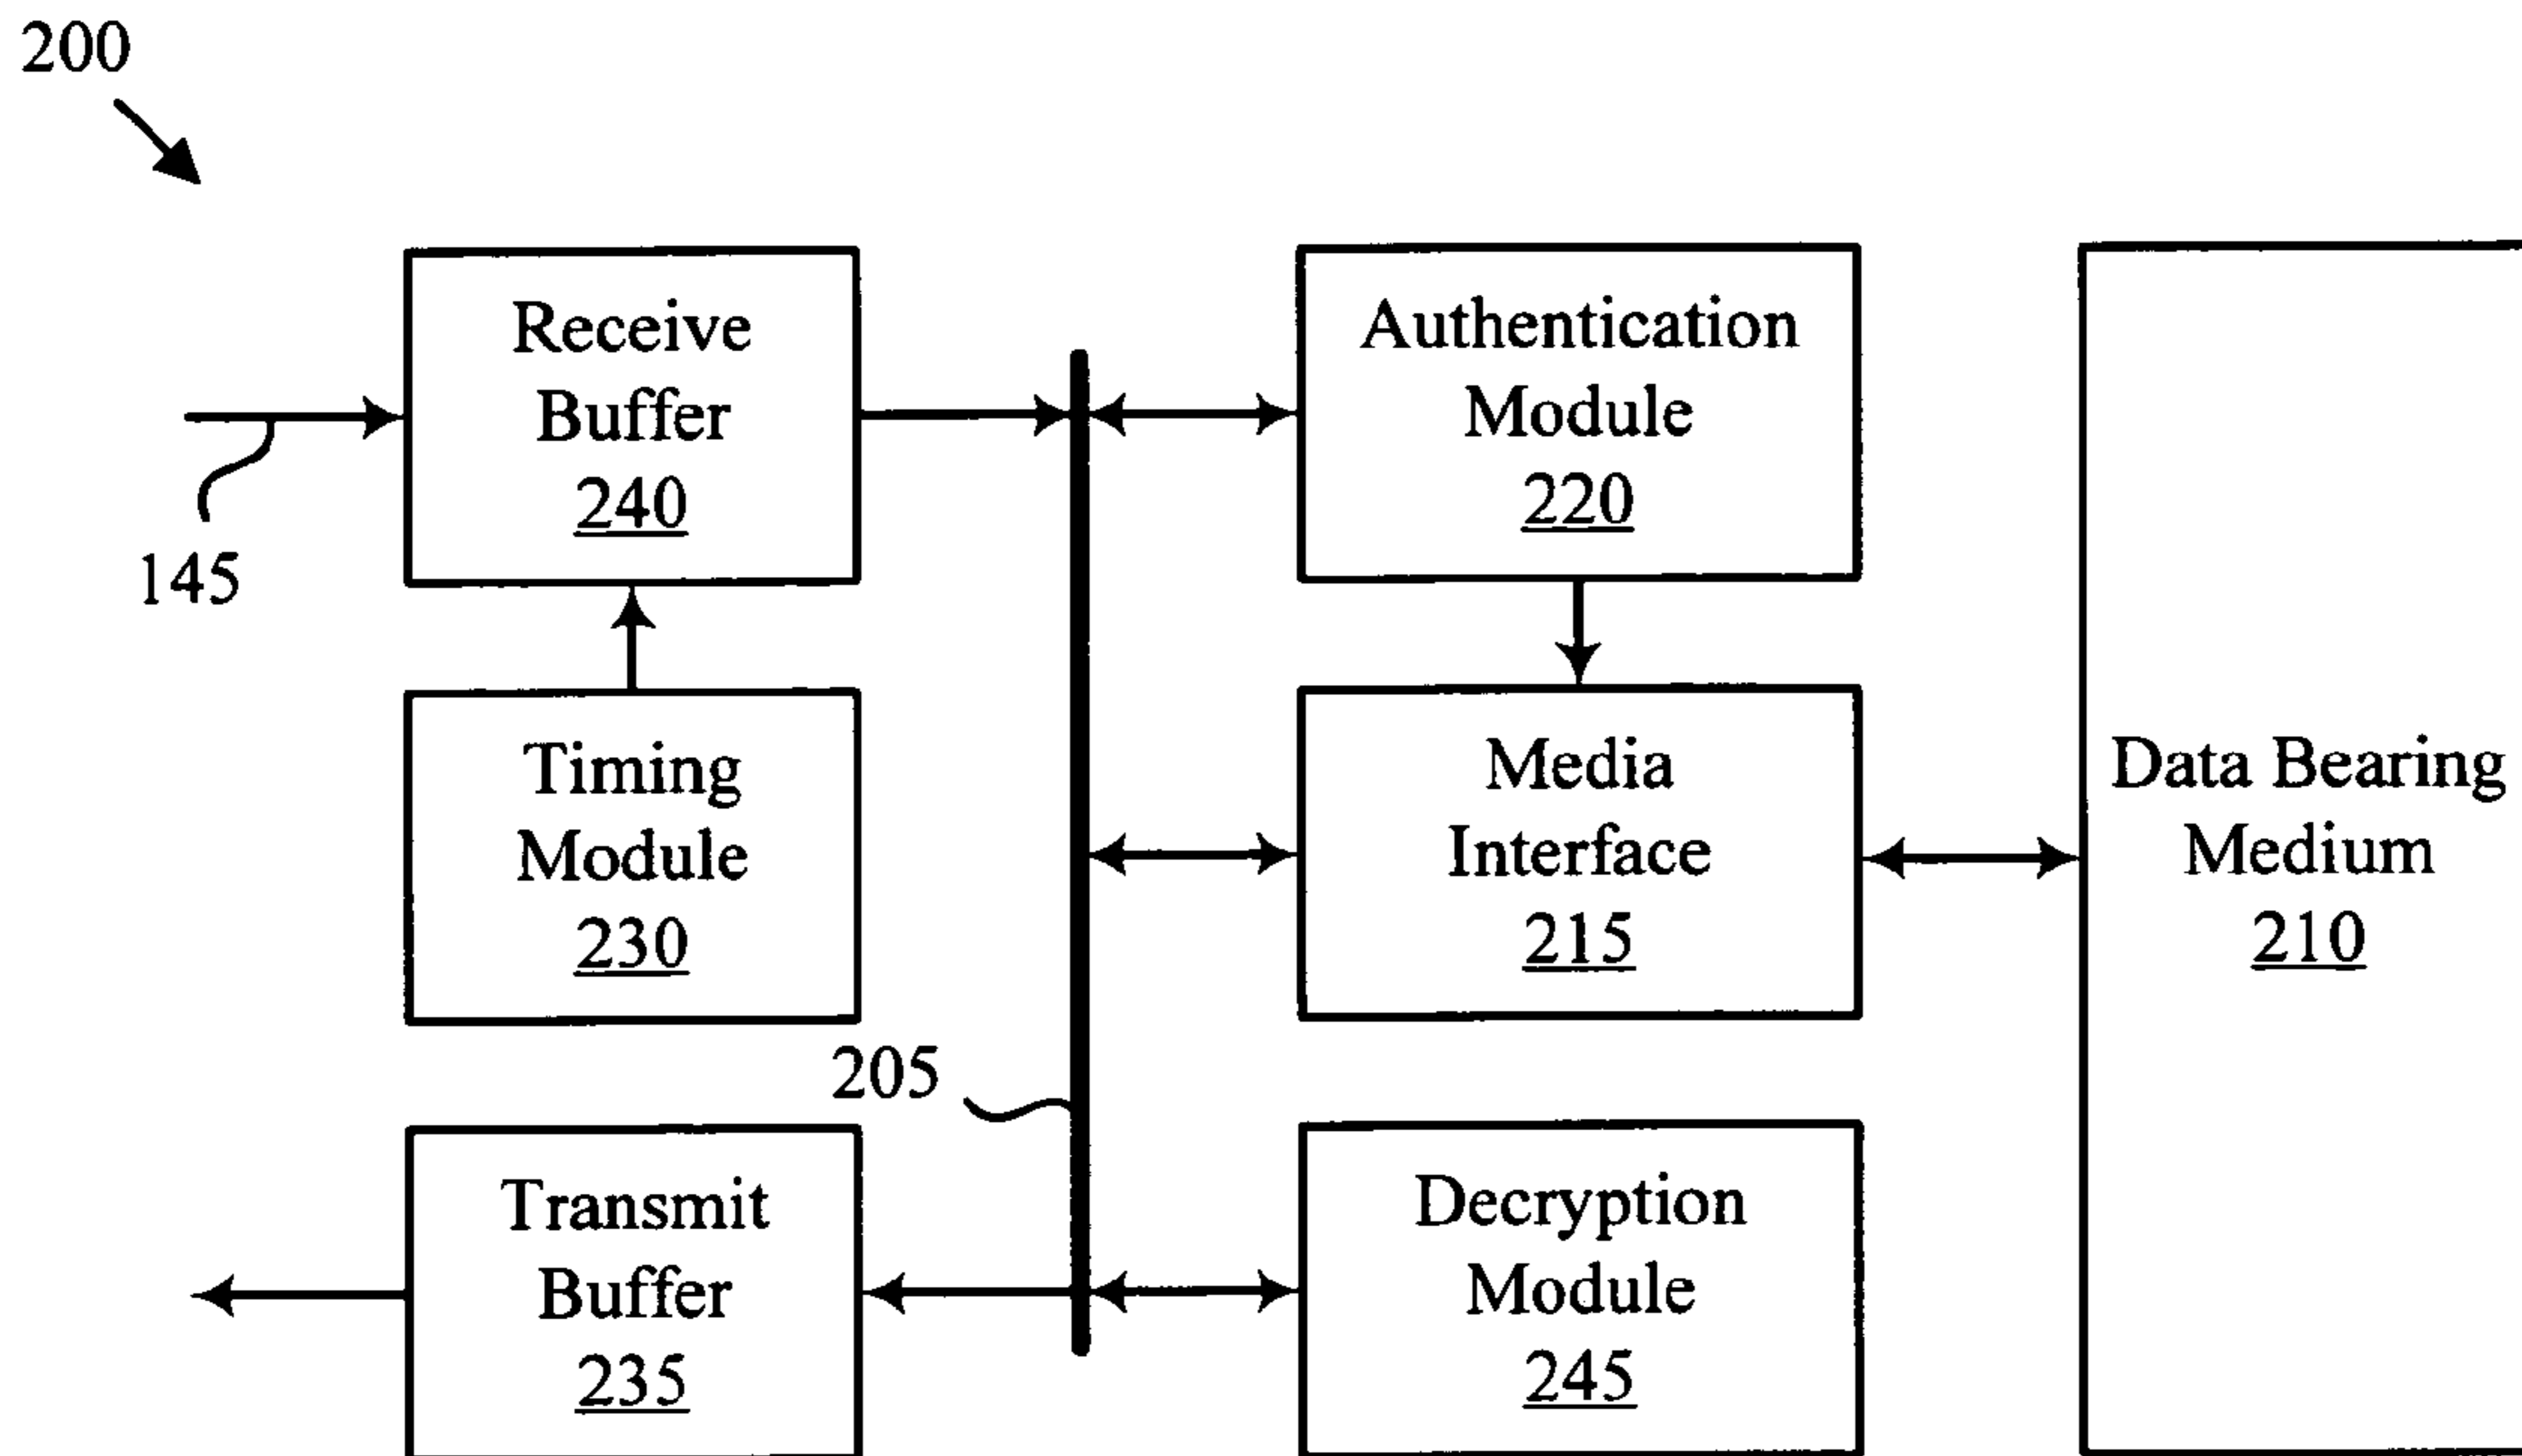 200
Receive
Buffer
240
145
Authentication
Module
220
Timing
Module
230
Media
Interface
215
Data Bearing
Medium
210
205
Transmit
Buffer
235
Decryption
Module
245